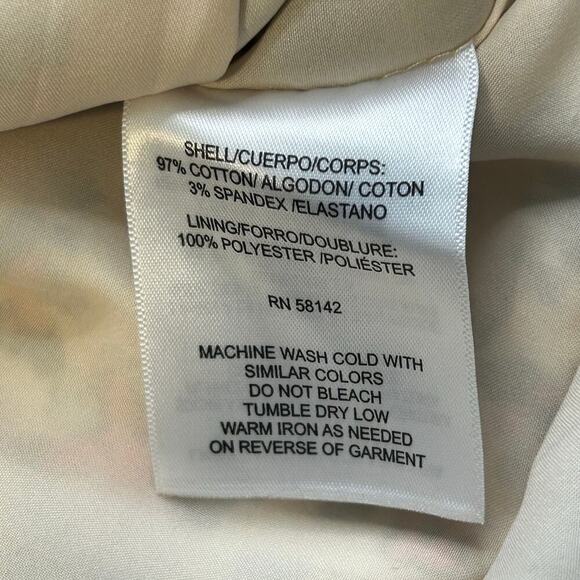 SHELL/CUERPO/CORPS:
97% COTTON/ ALGODON/ COTON
3% SPANDEX /ELASTANO
LINING/FORRO/DOUBLURE:
100% POLYESTER /POLIÉSTER
RN 58142
MACHINE WASH COLD WITH
SIMILAR COLORS
DO NOT BLEACH
TUMBLE DRY LOW
WARM IRON AS NEEDED
ON REVERSE OF GARMENT